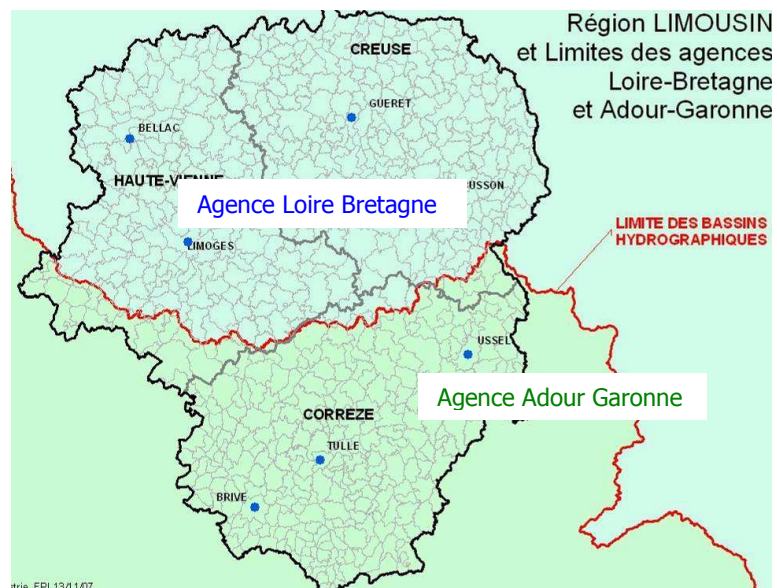 Région LIMOUSIN
et Limites des agences
Loire-Bretagne
et Adour-Garonne
CREUSE
GUERET
BELLAC
HAUTE-VIENNE
USSON
Agence Loire Bretagne
LIMOGES
LIMITE DES BASSINS
HYDROGRAPHIQUES
USSEL
Agence Adour Garonne
CORREZE
TULLE
BRIVE